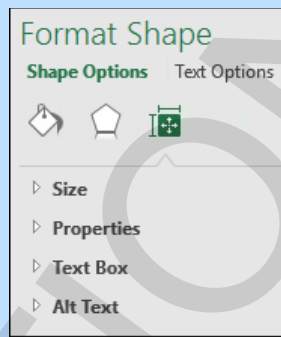 Format Shape
Shape Options Text Options
Size
Properties
Text Box
Alt Text